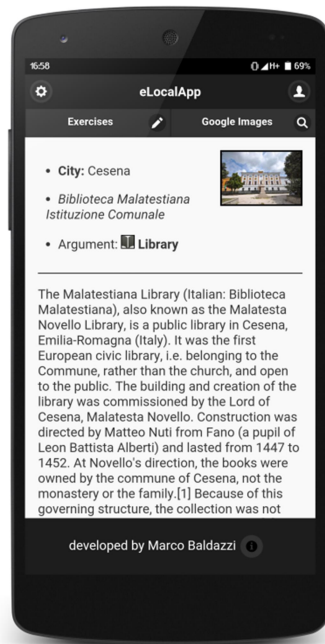 16:58 H+ 69%
eLocalApp
Exercises Google Images
• City: Cesena
• Biblioteca Malatestiana
Istituzione Comunale
• Argument: Library
The Malatestiana Library (Italian: Biblioteca
Malatestiana), also known as the Malatesta
Novello Library, is a public library in Cesena,
Emilia-Romagna (Italy). It was the first
European civic library, i.e. belonging to the
Commune, rather than the church, and open
to the public. The building and creation of the
library was commissioned by the Lord of
Cesena, Malatesta Novello. Construction was
directed by Matteo Nuti from Fano (a pupil of
Leon Battista Alberti) and lasted from 1447 to
1452. At Novello's direction, the books were
owned by the commune of Cesena, not the
monastery or the family.[1] Because of this
governing structure, the collection was not
developed by Marco Baldazzi